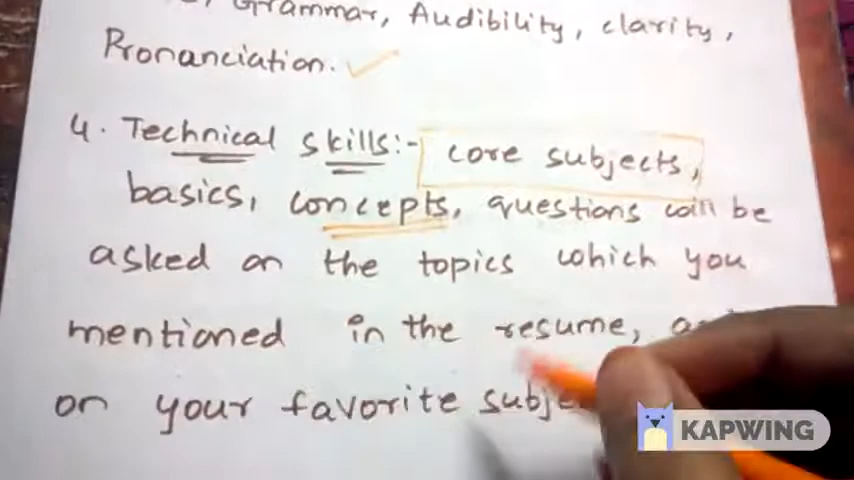 Grammar, Audibility, clarity,
Pronanciation.
4. Technical skills:- core subjects,
basics, concepts, questions will be
asked on the topics which you
mentioned in the resume,
on your favorite
KAPWING